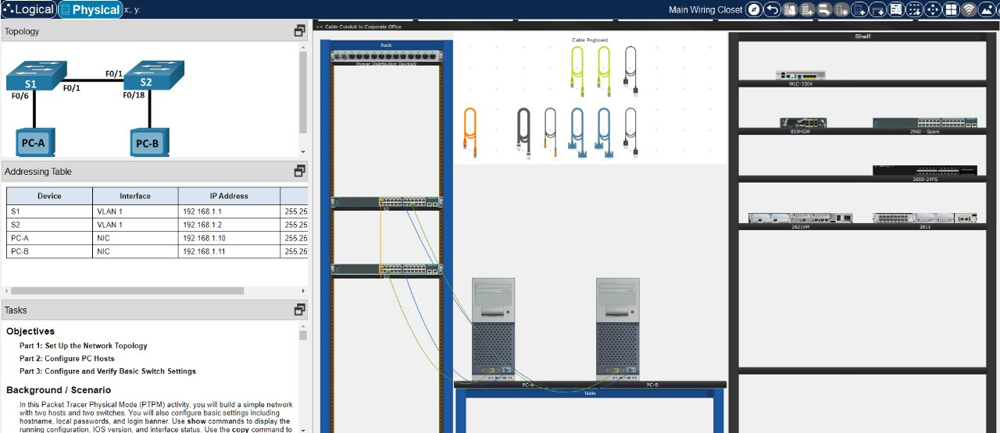 Logical
Physical
x, y:
Main Wiring Closet
Topology
S1
S2
F0/1
F0/1
F0/6
F0/18
PC-A
PC-B
Addressing Table
Device Interface IP Address
S1 VLAN 1 192.168.1.1 255.25
S2 VLAN 1 192.168.1.2 255.25
PC-A NIC 192.168.1.10 255.25
PC-B NIC 192.168.1.11 255.25
Tasks
Objectives
Part 1: Set Up the Network Topology
Part 2: Configure PC Hosts
Part 3: Configure and Verify Basic Switch Settings
Background / Scenario
In this Packet Tracer Physical Mode (PTPM) activity, you will build a simple network
with two hosts and two switches. You will also configure basic settings including
hostname, local passwords, and login banner. Use show commands to display the
running configuration, IOS version, and interface status. Use the copy command to
<< Cable Conduit to Corporate Office
Rack
Power Distribution Device0
S2
S1
Cable Pegboard
PC-A
PC-B
Table
Shelf
WLC-3504
819HGW
2960 - Spare
3650-24PS
2621XM
2811